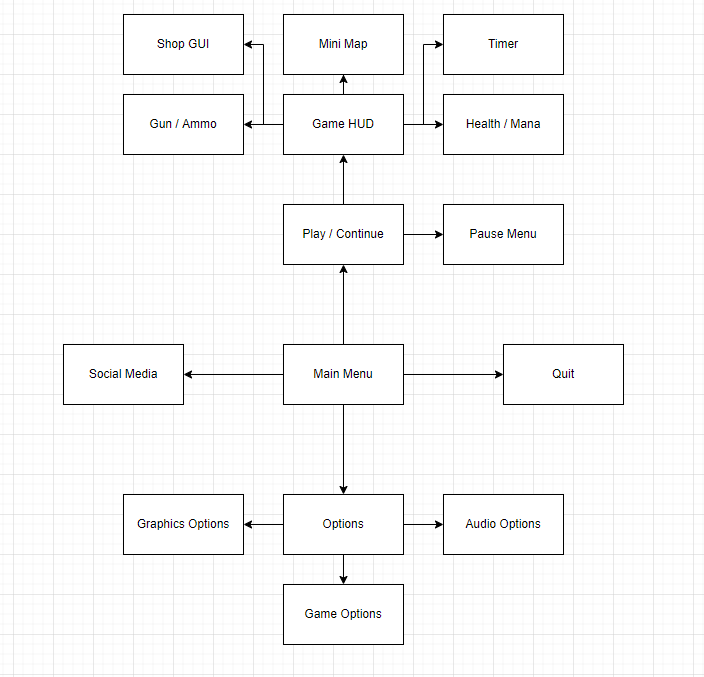 Shop GUI
Mini Map
Timer
Gun / Ammo
Game HUD
Health / Mana
Play / Continue
Pause Menu
Social Media
Main Menu
Quit
Graphics Options
Options
Audio Options
Game Options